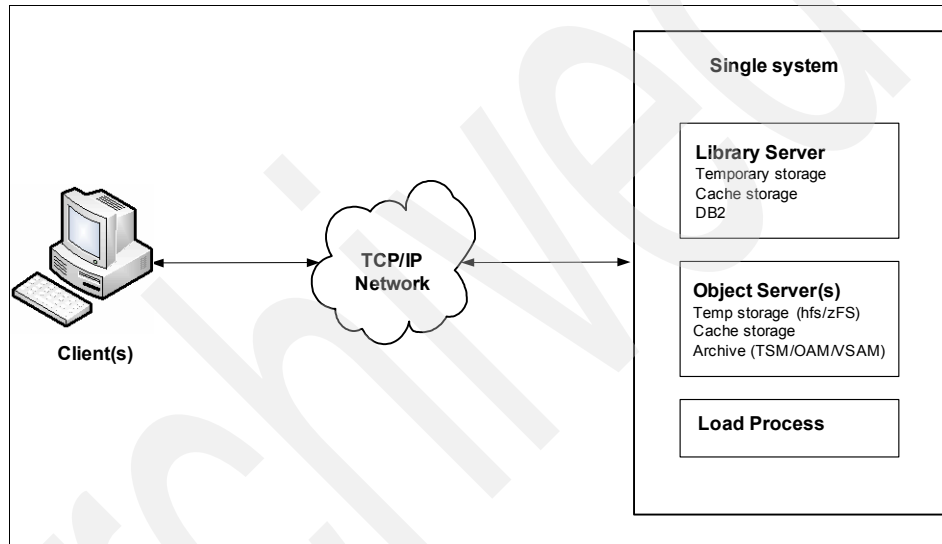 Single system
Library Server
Temporary storage
Cache storage
DB2
TCP/IP
Network
Object Server(s)
Temp storage (hfs/zFS)
Cache storage
Archive (TSM/OAM/VSAM)
Client(s)
Load Process